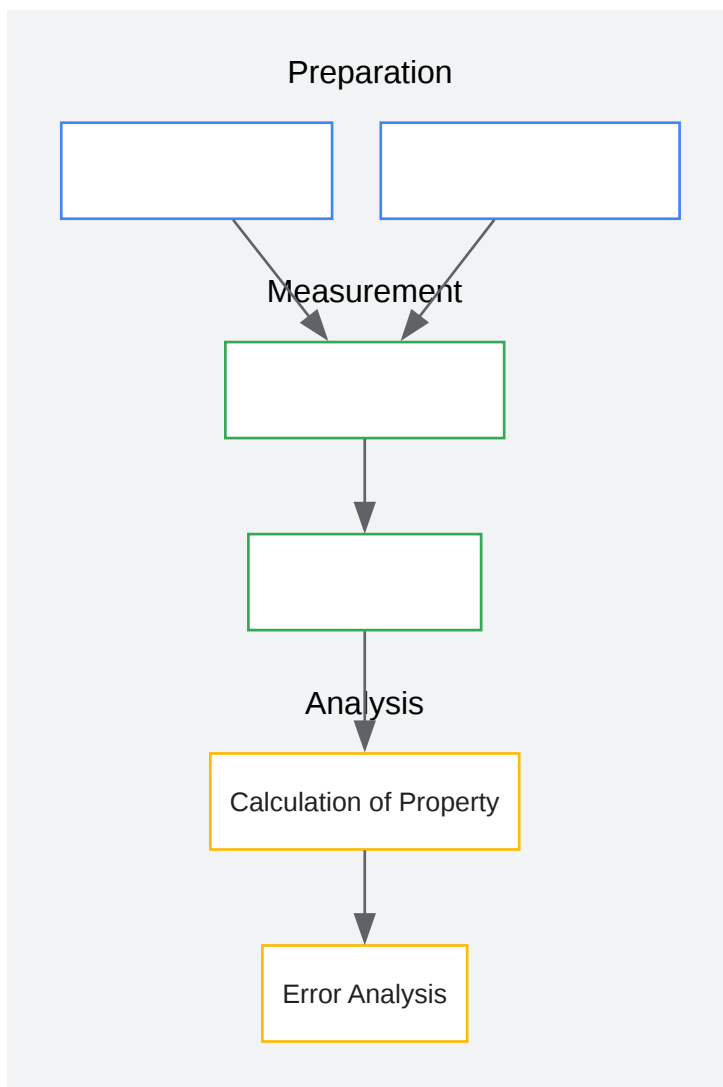 Preparation
Measurement
Analysis
Calculation of Property
Error Analysis